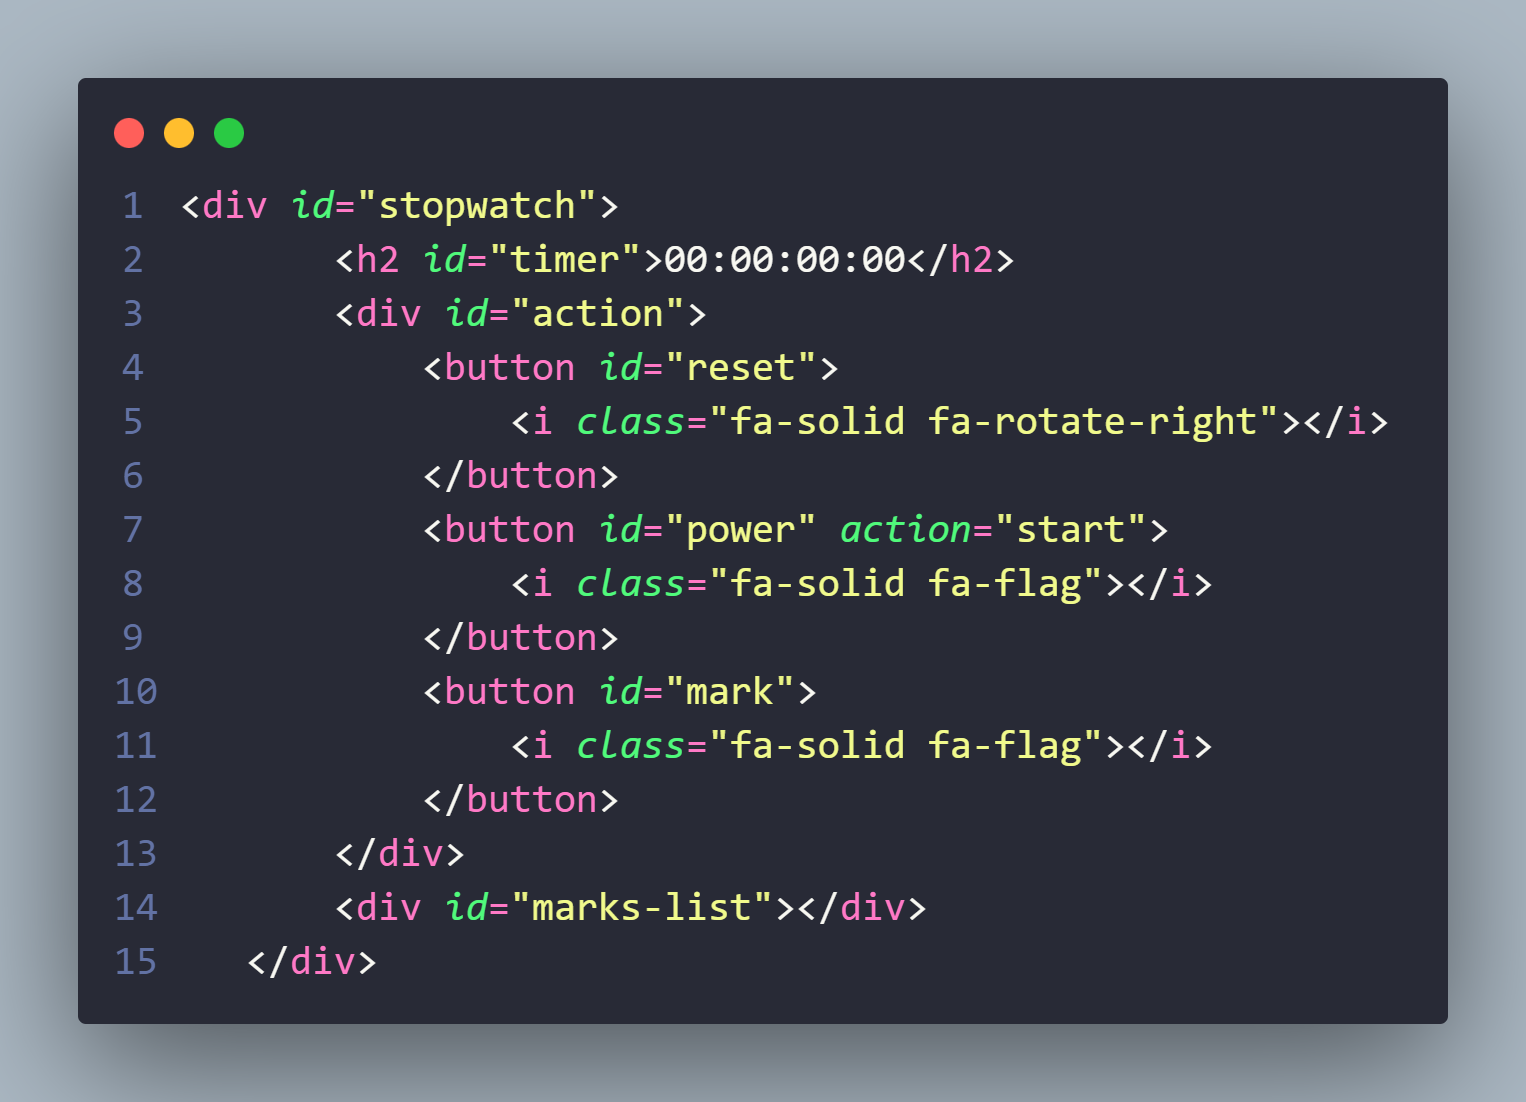 1 <div id="stopwatch">
2         <h2 id="timer">00:00:00:00</h2>
3         <div id="action">
4             <button id="reset">
5                 <i class="fa-solid fa-rotate-right"></i>
6             </button>
7             <button id="power" action="start">
8                 <i class="fa-solid fa-flag"></i>
9             </button>
10             <button id="mark">
11                 <i class="fa-solid fa-flag"></i>
12             </button>
13         </div>
14         <div id="marks-list"></div>
15     </div>